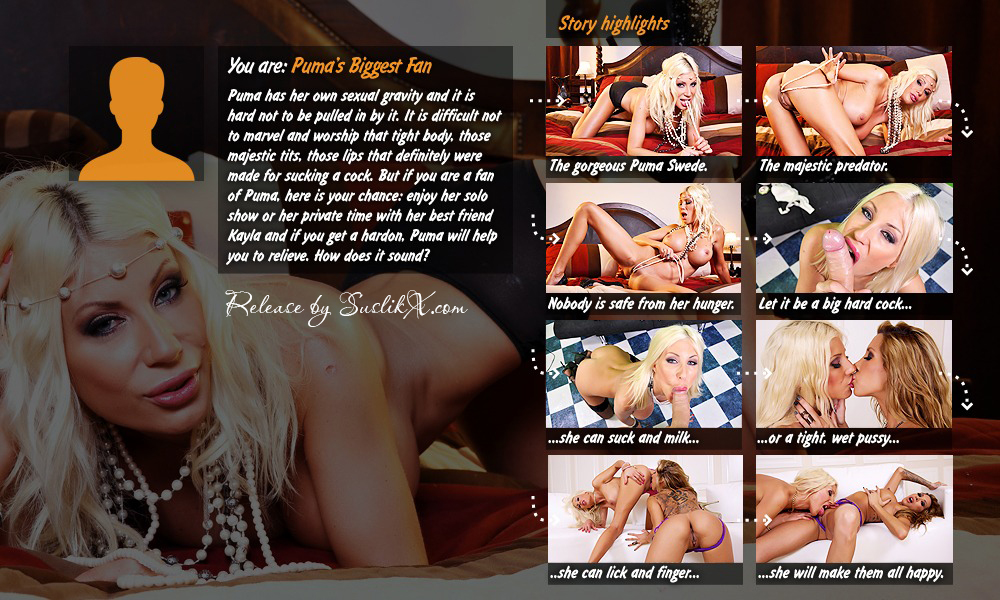 Story highlights
You are: Puma's Biggest Fan
Puma has her own sexual gravity and it is
hard not to be pulled in by it. It is difficult not
to marvel and worship that tight body, those
majestic tits, those lips that definitely were
made for sucking a cock. But if you are a fan
of Puma, here is your chance: enjoy her solo
show or her private time with her best friend
Kayla and if you get a hardon, Puma will help
you to relieve. How does it sound?
Release by SuslikX.com
The gorgeous Puma Swede.
The majestic predator.
Nobody is safe from her hunger.
Let it be a big hard cock...
...she can suck and milk...
...or a tight, wet pussy...
..she can lick and finger...
...she will make them all happy.